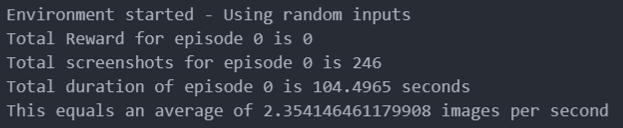 Environment started - Using random inputs
Total Reward for episode 0 is 0
Total screenshots for episode 0 is 246
Total duration of episode 0 is 104.4965 seconds
This equals an average of 2.354146461179908 images per second